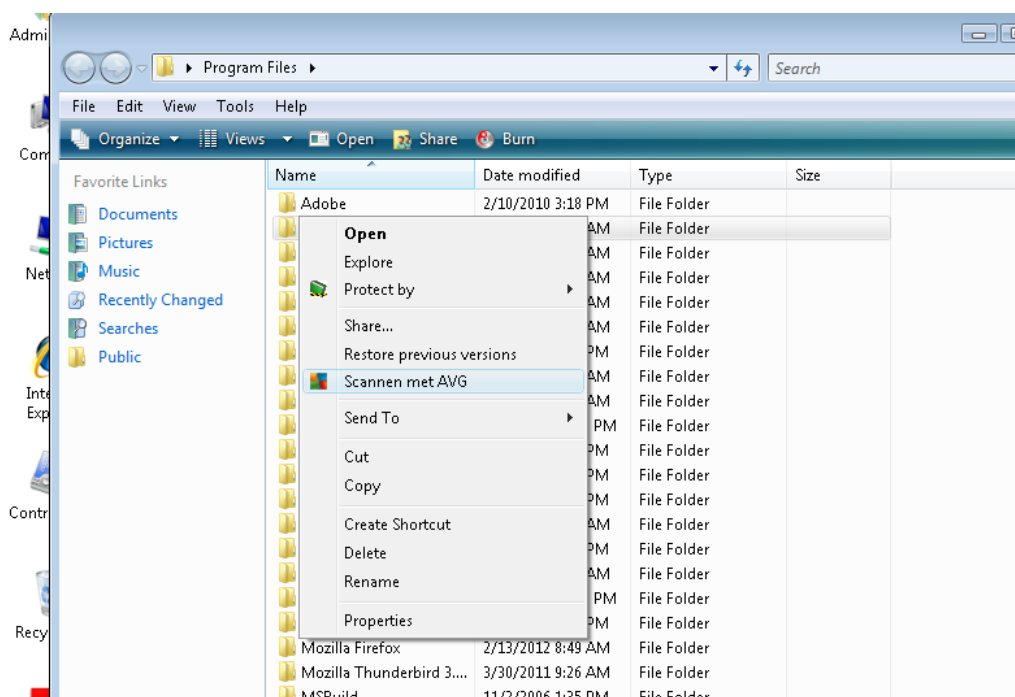 Admi
Program Files
Search
File Edit View Tools Help
Organize Views Open Share Burn
Com
Favorite Links
Name Date modified Type Size
Documents
Pictures
Music
Recently Changed
Searches
Public
Net
Inte
Exp
Contr
Recy
Adobe 2/10/2010 3:18 PM File Folder
AM File Folder
AM File Folder
AM File Folder
AM File Folder
AM File Folder
PM File Folder
AM File Folder
AM File Folder
PM File Folder
PM File Folder
PM File Folder
PM File Folder
AM File Folder
PM File Folder
AM File Folder
PM File Folder
PM File Folder
Open
Explore
Protect by
Share...
Restore previous versions
Scannen met AVG
Send To
Cut
Copy
Create Shortcut
Delete
Rename
Properties
Mozilla Firefox 2/13/2012 8:49 AM File Folder
Mozilla Thunderbird 3.... 3/30/2011 9:26 AM File Folder
MSBuild 11/2/2006 1:35 PM File Folder